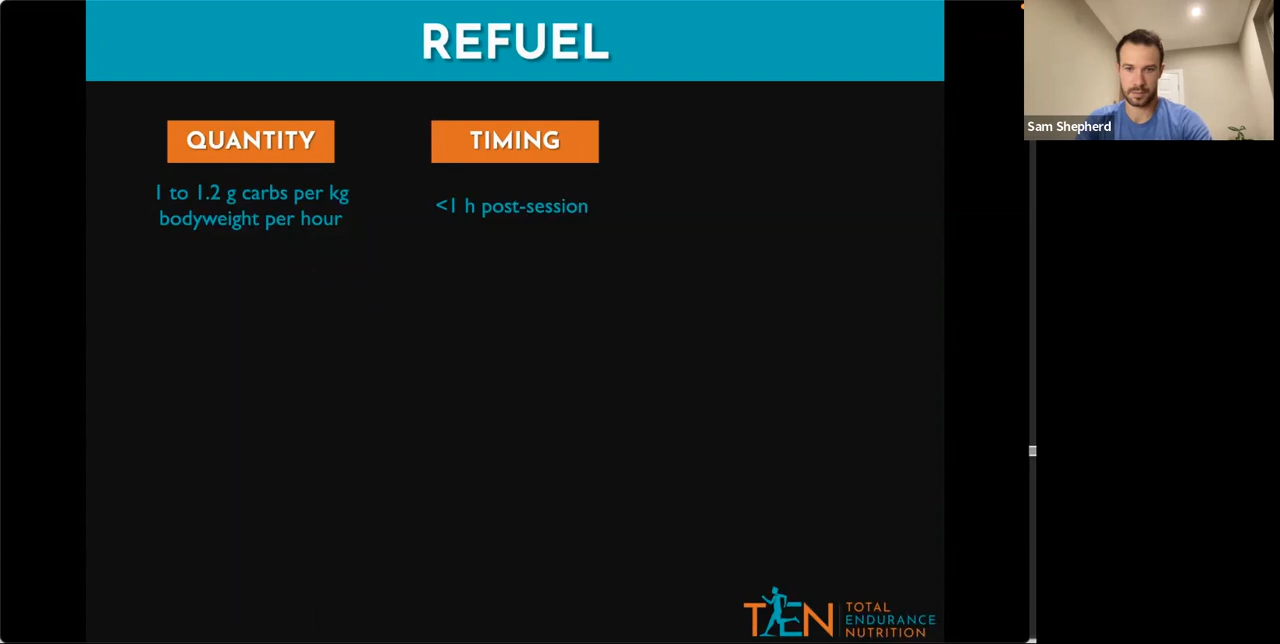 REFUEL
QUANTITY
TIMING
1 to 1.2 g carbs per kg
bodyweight per hour
<1 h post-session
Sam Shepherd
TEN
TOTAL
ENDURANCE
NUTRITION